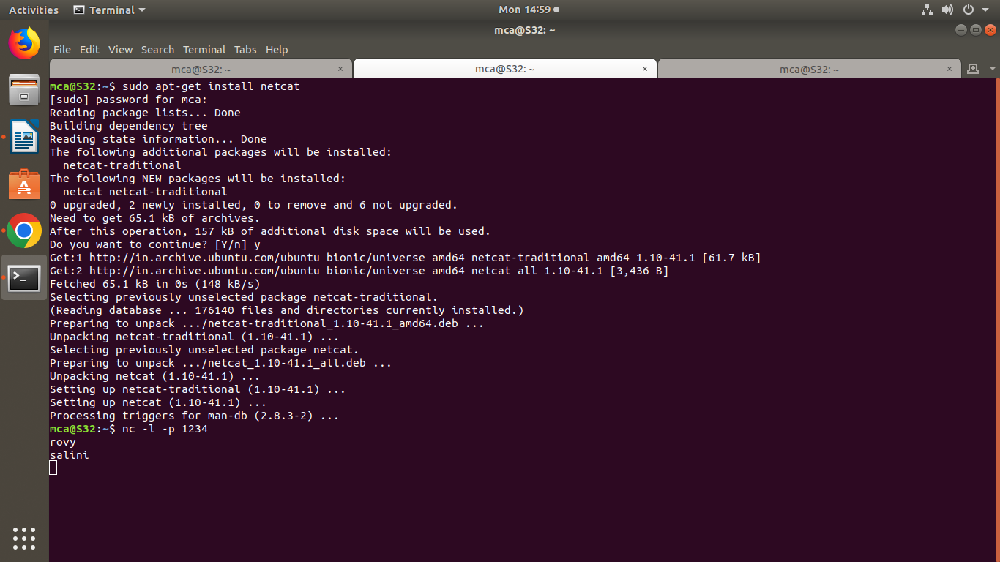 Activities Terminal Mon 14:59
mca@S32: ~
File Edit View Search Terminal Tabs Help
mca@S32: ~ × mca@S32: ~ × mca@S32: ~ ×
mca@S32:~$ sudo apt-get install netcat
[sudo] password for mca:
Reading package lists... Done
Building dependency tree
Reading state information... Done
The following additional packages will be installed:
  netcat-traditional
The following NEW packages will be installed:
  netcat netcat-traditional
0 upgraded, 2 newly installed, 0 to remove and 6 not upgraded.
Need to get 65.1 kB of archives.
After this operation, 157 kB of additional disk space will be used.
Do you want to continue? [Y/n] y
Get:1 http://in.archive.ubuntu.com/ubuntu bionic/universe amd64 netcat-traditional amd64 1.10-41.1 [61.7 kB]
Get:2 http://in.archive.ubuntu.com/ubuntu bionic/universe amd64 netcat all 1.10-41.1 [3,436 B]
Fetched 65.1 kB in 0s (148 kB/s)
Selecting previously unselected package netcat-traditional.
(Reading database ... 176140 files and directories currently installed.)
Preparing to unpack .../netcat-traditional_1.10-41.1_amd64.deb ...
Unpacking netcat-traditional (1.10-41.1) ...
Selecting previously unselected package netcat.
Preparing to unpack .../netcat_1.10-41.1_all.deb ...
Unpacking netcat (1.10-41.1) ...
Setting up netcat-traditional (1.10-41.1) ...
Setting up netcat (1.10-41.1) ...
Processing triggers for man-db (2.8.3-2) ...
mca@S32:~$ nc -l -p 1234
rovy
salini